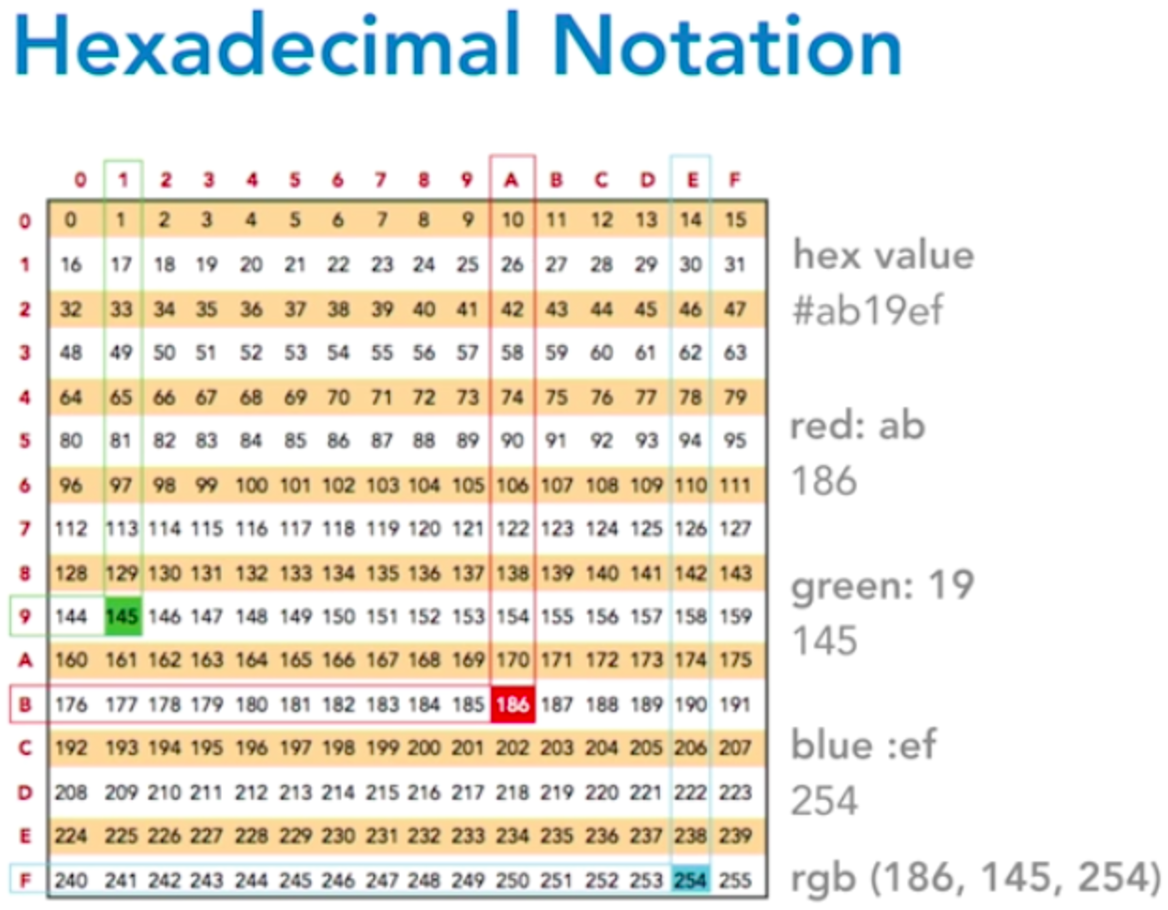 Hexadecimal Notation
0 1 2 3 4 5 6 7 8 9 A B C D E F
0 0 1 2 3 4 5 6 7 8 9 10 11 12 13 14 15
1 16 17 18 19 20 21 22 23 24 25 26 27 28 29 30 31
2 32 33 34 35 36 37 38 39 40 41 42 43 44 45 46 47
3 48 49 50 51 52 53 54 55 56 57 58 59 60 61 62 63
4 64 65 66 67 68 69 70 71 72 73 74 75 76 77 78 79
5 80 81 82 83 84 85 86 87 88 89 90 91 92 93 94 95
6 96 97 98 99 100 101 102 103 104 105 106 107 108 109 110 111
7 112 113 114 115 116 117 118 119 120 121 122 123 124 125 126 127
8 128 129 130 131 132 133 134 135 136 137 138 139 140 141 142 143
9 144 145 146 147 148 149 150 151 152 153 154 155 156 157 158 159
A 160 161 162 163 164 165 166 167 168 169 170 171 172 173 174 175
B 176 177 178 179 180 181 182 183 184 185 186 187 188 189 190 191
C 192 193 194 195 196 197 198 199 200 201 202 203 204 205 206 207
D 208 209 210 211 212 213 214 215 216 217 218 219 220 221 222 223
E 224 225 226 227 228 229 230 231 232 233 234 235 236 237 238 239
F 240 241 242 243 244 245 246 247 248 249 250 251 252 253 254 255
hex value
#ab19ef
red: ab
186
green: 19
145
blue :ef
254
rgb (186, 145, 254)